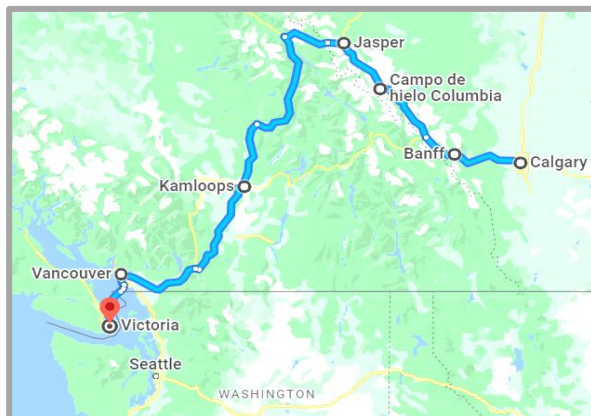 Jasper
Campo de
hielo Columbia
Banff
Calgary
Kamloops
Vancouver
Victoria
Seattle
WASHINGTON